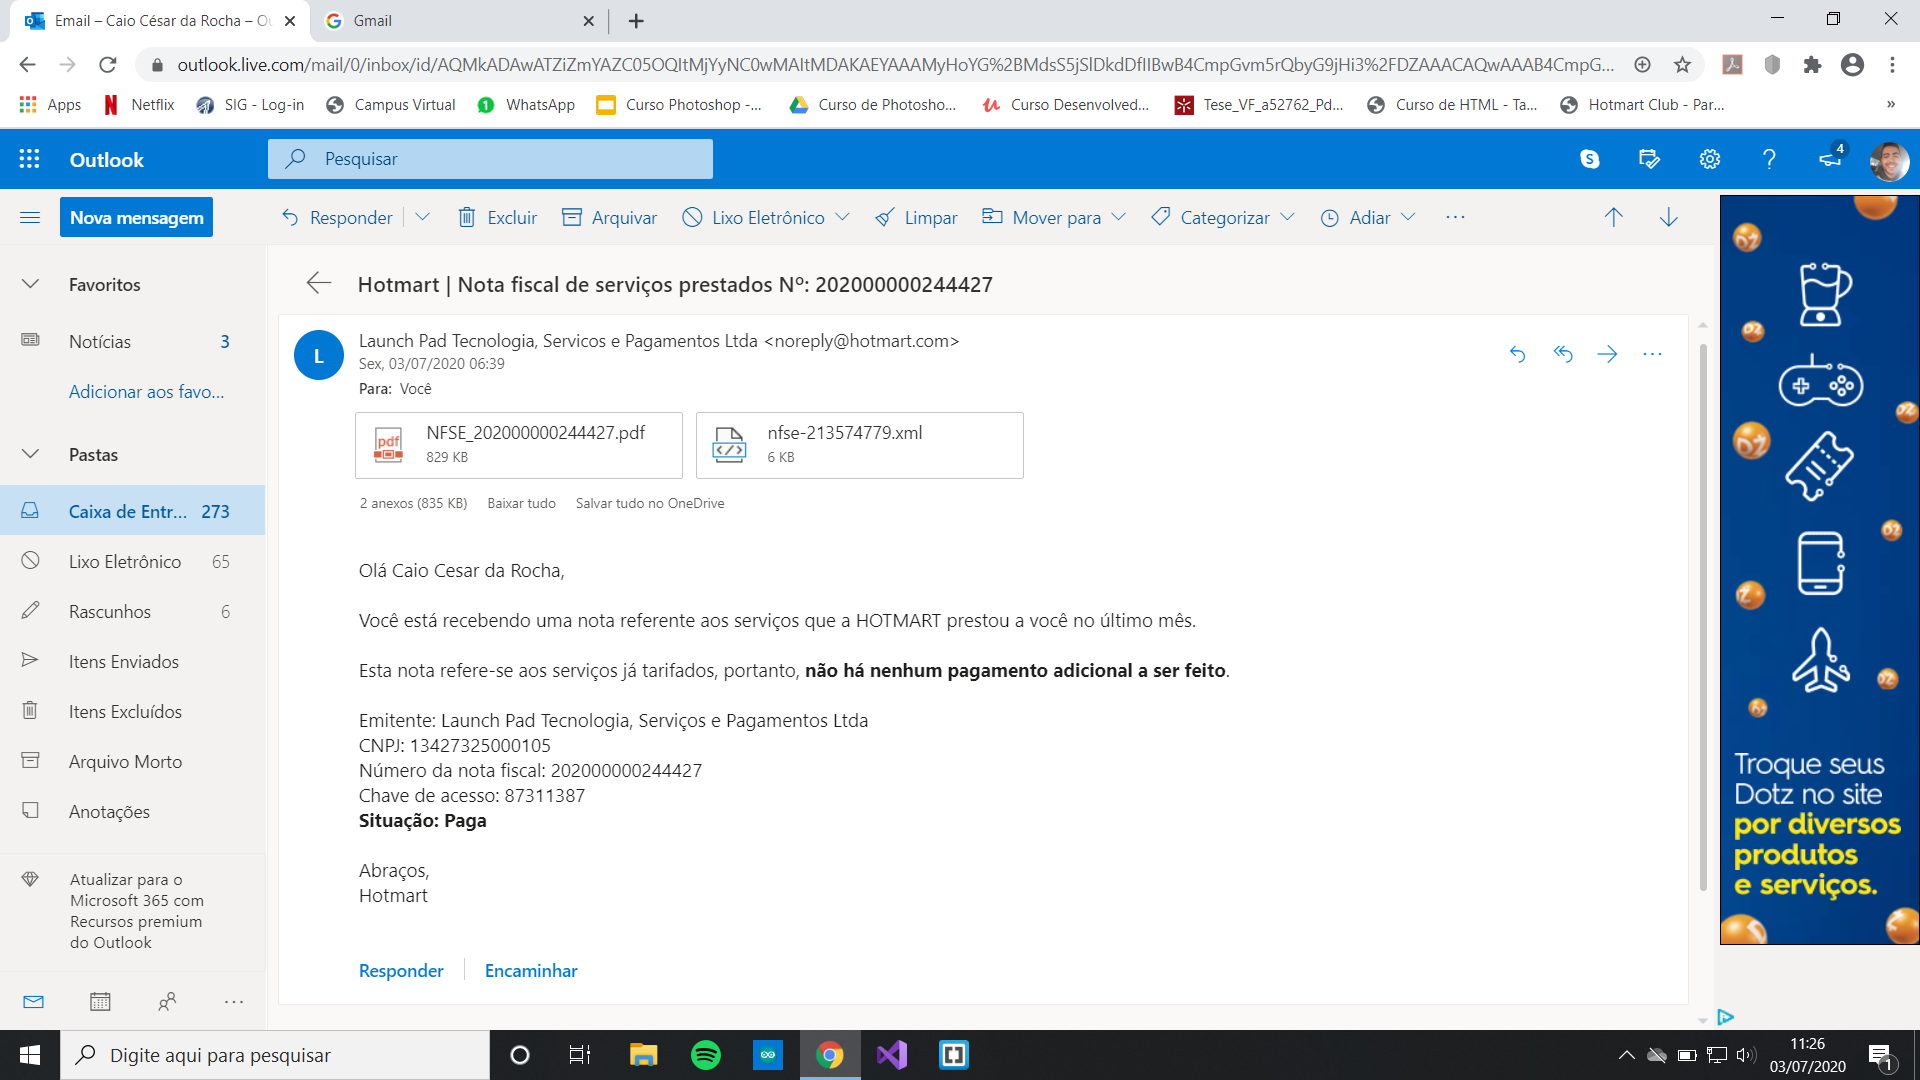 Email – Caio César da Rocha – Ou
Gmail
outlook.live.com/mail/0/inbox/id/AQMkADAwATZiZmYAZC05OQItMjYyNC0wMAItMDAKAEYAAAMyHoYG%2BMdsS5jSlDkdDflIBwB4CmpGvm5rQbyG9jHi3%2FDZAAACAQwAAAB4CmpG...
Apps
Netflix
SIG - Log-in
Campus Virtual
WhatsApp
Curso Photoshop -...
Curso de Photosho...
Curso Desenvolved...
Tese_VF_a52762_Pd...
Curso de HTML - Ta...
Hotmart Club - Par...
»
Outlook
Pesquisar
4
Nova mensagem
Responder
Excluir
Arquivar
Lixo Eletrônico
Limpar
Mover para
Categorizar
Adiar
Favoritos
Notícias 3
Adicionar aos favo...
Pastas
Caixa de Entr... 273
Lixo Eletrônico 65
Rascunhos 6
Itens Enviados
Itens Excluídos
Arquivo Morto
Anotações
Atualizar para o
Microsoft 365 com
Recursos premium
do Outlook
Hotmart | Nota fiscal de serviços prestados Nº: 202000000244427
L
Launch Pad Tecnologia, Servicos e Pagamentos Ltda <noreply@hotmart.com>
Sex, 03/07/2020 06:39
Para: Você
pdf
NFSE_202000000244427.pdf
829 KB
nfse-213574779.xml
6 KB
2 anexos (835 KB) Baixar tudo Salvar tudo no OneDrive
Olá Caio Cesar da Rocha,
Você está recebendo uma nota referente aos serviços que a HOTMART prestou a você no último mês.
Esta nota refere-se aos serviços já tarifados, portanto, não há nenhum pagamento adicional a ser feito.
Emitente: Launch Pad Tecnologia, Serviços e Pagamentos Ltda
CNPJ: 13427325000105
Número da nota fiscal: 202000000244427
Chave de acesso: 87311387
Situação: Paga
Abraços,
Hotmart
Responder
Encaminhar
Troque seus
Dotz no site
por diversos
produtos
e serviços.
Digite aqui para pesquisar
11:26
03/07/2020
1